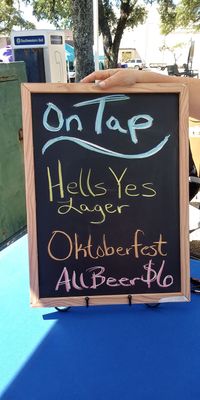 On Tap
Hells Yes
Lager
Oktoberfest
All Beer $6